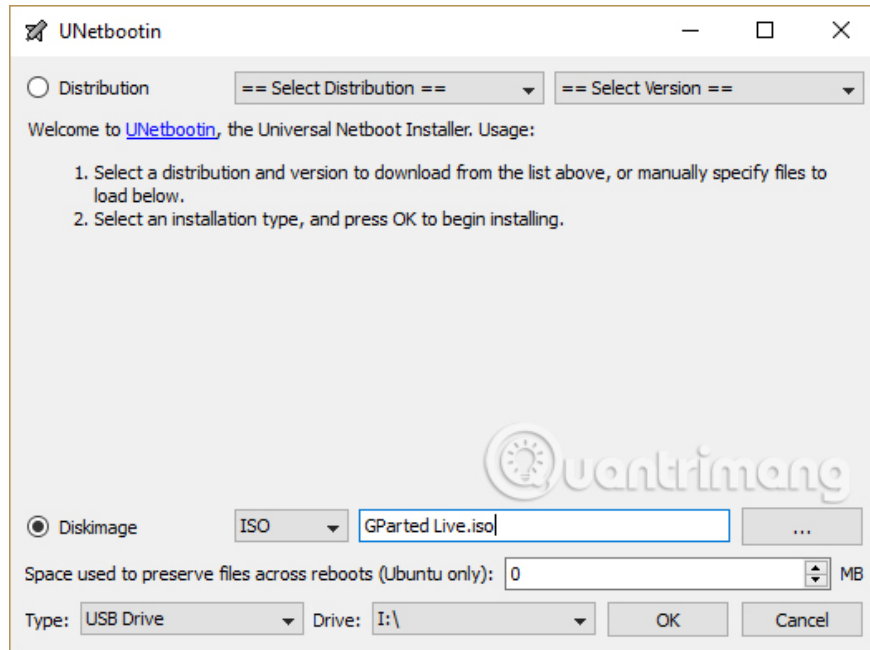 UNetbootin
Distribution == Select Distribution == == Select Version ==
Welcome to UNetbootin, the Universal Netboot Installer. Usage:
1. Select a distribution and version to download from the list above, or manually specify files to
load below.
2. Select an installation type, and press OK to begin installing.
Quantrimang
Diskimage ISO GParted Live.iso ...
Space used to preserve files across reboots (Ubuntu only): 0 MB
Type: USB Drive Drive: I:\ OK Cancel